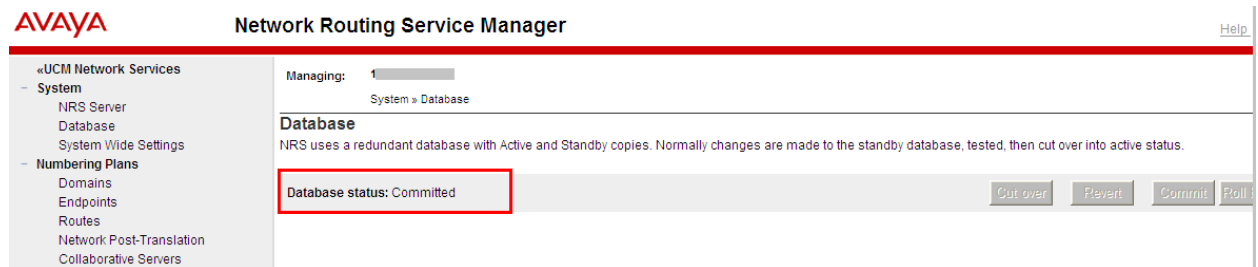 AVAYA
Network Routing Service Manager
Help
«UCM Network Services
− System
NRS Server
Database
System Wide Settings
− Numbering Plans
Domains
Endpoints
Routes
Network Post-Translation
Collaborative Servers
Managing: 1
System » Database
Database
NRS uses a redundant database with Active and Standby copies. Normally changes are made to the standby database, tested, then cut over into active status.
Database status: Committed
Cut over Revert Commit Roll